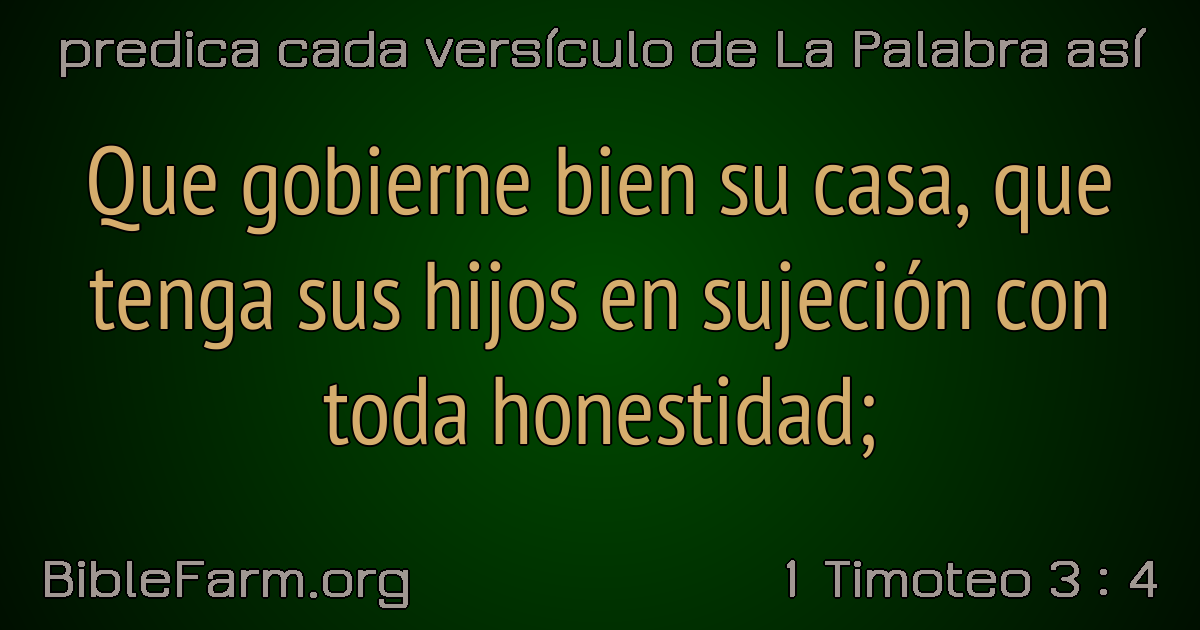 predica cada versículo de La Palabra así
Que gobierne bien su casa, que
tenga sus hijos en sujeción con
toda honestidad;
BibleFarm.org
1 Timoteo 3 : 4